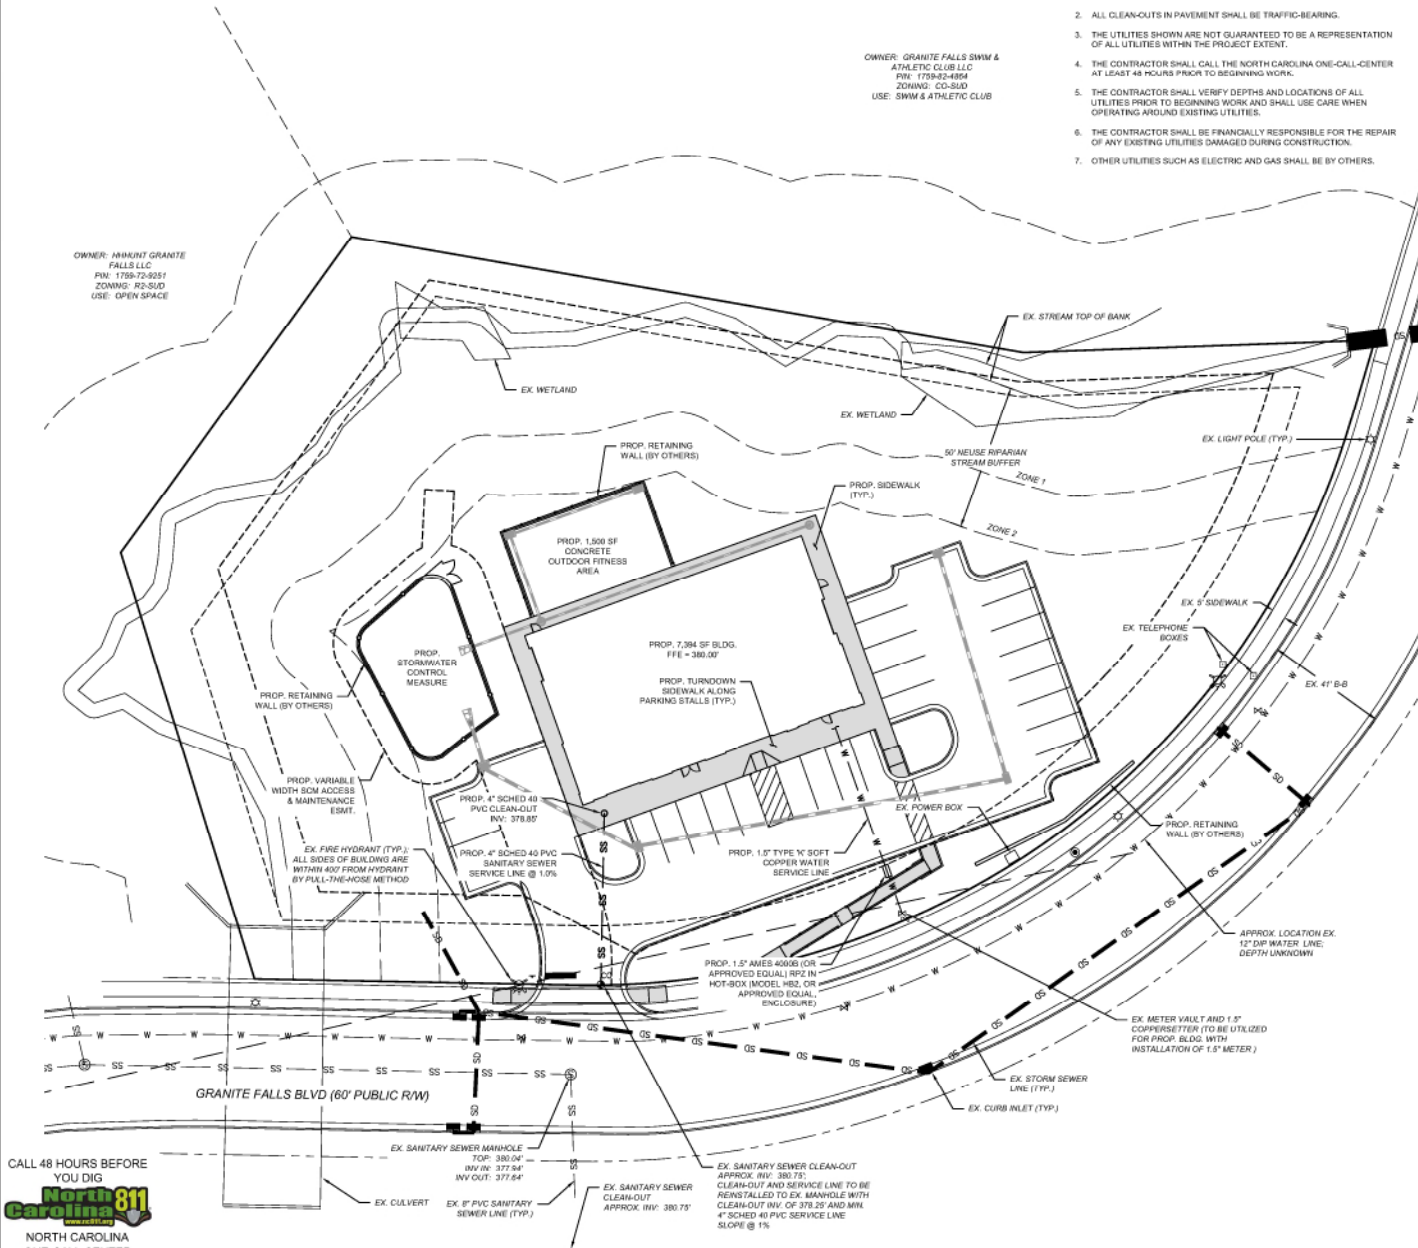 2. ALL CLEAN-OUTS IN PAVEMENT SHALL BE TRAFFIC-BEARING.
3. THE UTILITIES SHOWN ARE NOT GUARANTEED TO BE A REPRESENTATION
OF ALL UTILITIES WITHIN THE PROJECT EXTENT.
4. THE CONTRACTOR SHALL CALL THE NORTH CAROLINA ONE-CALL-CENTER
AT LEAST 48 HOURS PRIOR TO BEGINNING WORK.
5. THE CONTRACTOR SHALL VERIFY DEPTHS AND LOCATIONS OF ALL
UTILITIES PRIOR TO BEGINNING WORK AND SHALL USE CARE WHEN
OPERATING AROUND EXISTING UTILITIES.
6. THE CONTRACTOR SHALL BE FINANCIALLY RESPONSIBLE FOR THE REPAIR
OF ANY EXISTING UTILITIES DAMAGED DURING CONSTRUCTION.
7. OTHER UTILITIES SUCH AS ELECTRIC AND GAS SHALL BE BY OTHERS.
OWNER: GRANITE FALLS SWIM &
ATHLETIC CLUB LLC
PIN: 1759-82-4864
ZONING: CO-SUD
USE: SWIM & ATHLETIC CLUB
OWNER: HHHUNT GRANITE
FALLS LLC
PIN: 1759-72-9251
ZONING: R2-SUD
USE: OPEN SPACE
EX. STREAM TOP OF BANK
EX. WETLAND
EX. WETLAND
EX. LIGHT POLE (TYP.)
50' NEUSE RIPARIAN
STREAM BUFFER
ZONE 1
ZONE 2
PROP. RETAINING
WALL (BY OTHERS)
PROP. SIDEWALK
(TYP.)
PROP. 1,500 SF
CONCRETE
OUTDOOR FITNESS
AREA
EX. 5' SIDEWALK
EX. TELEPHONE
BOXES
EX. 41' B-B
PROP. 7,394 SF BLDG.
FFE = 380.00'
PROP. TURNDOWN
SIDEWALK ALONG
PARKING STALLS (TYP.)
PROP.
STORMWATER
CONTROL
MEASURE
PROP. RETAINING
WALL (BY OTHERS)
PROP. VARIABLE
WIDTH SCM ACCESS
& MAINTENANCE
ESMT.
PROP. 4" SCHED 40
PVC CLEAN-OUT
INV: 378.85'
EX. POWER BOX
PROP. RETAINING
WALL (BY OTHERS)
EX. FIRE HYDRANT (TYP.);
ALL SIDES OF BUILDING ARE
WITHIN 400' FROM HYDRANT
BY PULL-THE-HOSE METHOD
PROP. 4" SCHED 40 PVC
SANITARY SEWER
SERVICE LINE @ 1.0%
PROP. 1.5" TYPE 'K' SOFT
COPPER WATER
SERVICE LINE
APPROX. LOCATION EX.
12" DIP WATER LINE;
DEPTH UNKNOWN
PROP. 1.5" AMES 4000B (OR
APPROVED EQUAL) RPZ IN
HOT-BOX (MODEL HB2, OR
APPROVED EQUAL,
ENCLOSURE)
EX. METER VAULT AND 1.5"
COPPERSETTER (TO BE UTILIZED
FOR PROP. BLDG. WITH
INSTALLATION OF 1.5" METER )
EX. STORM SEWER
LINE (TYP.)
EX. CURB INLET (TYP.)
GRANITE FALLS BLVD (60' PUBLIC R/W)
EX. SANITARY SEWER MANHOLE
TOP: 380.04'
INV IN: 377.94'
INV OUT: 377.64'
EX. CULVERT
EX. 8" PVC SANITARY
SEWER LINE (TYP.)
EX. SANITARY SEWER
CLEAN-OUT
APPROX. INV: 380.75'
EX. SANITARY SEWER CLEAN-OUT
APPROX. INV: 380.75';
CLEAN-OUT AND SERVICE LINE TO BE
REINSTALLED TO EX. MANHOLE WITH
CLEAN-OUT INV. OF 378.25' AND MIN.
4" SCHED 40 PVC SERVICE LINE
SLOPE @ 1%
CALL 48 HOURS BEFORE
YOU DIG
North
Carolina 811
www.nc811.org
NORTH CAROLINA